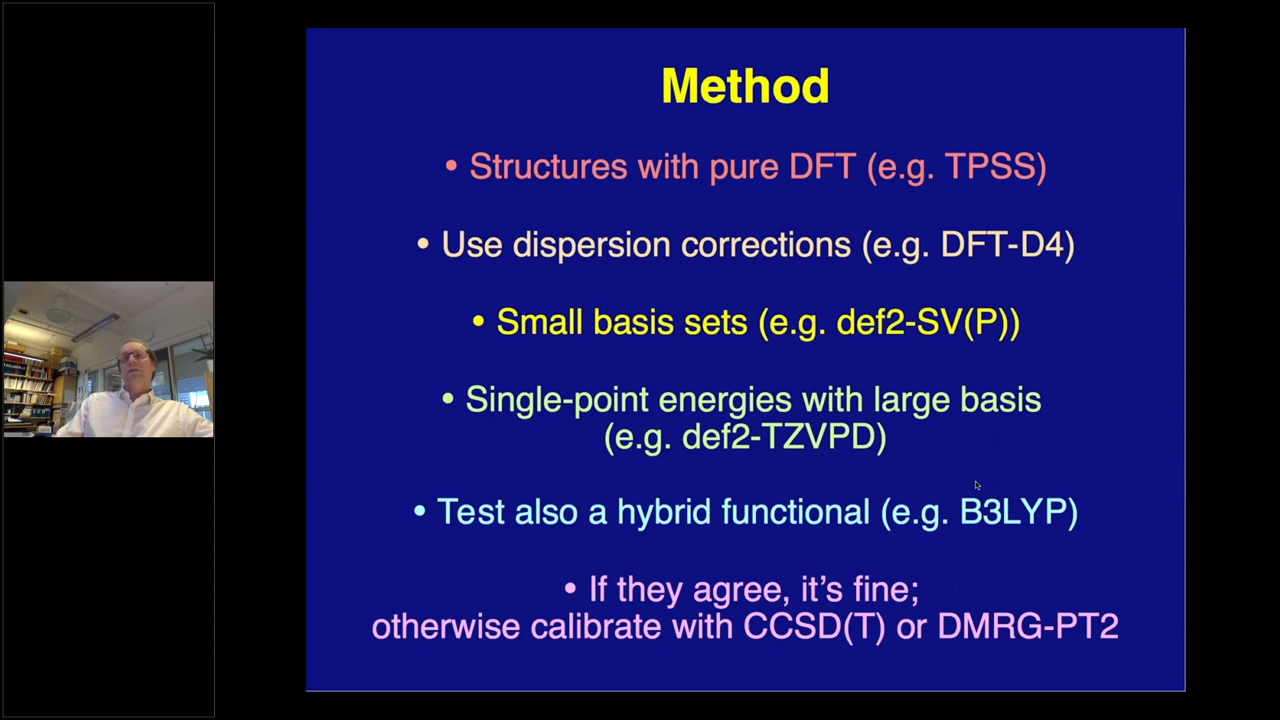 Method
• Structures with pure DFT (e.g. TPSS)
• Use dispersion corrections (e.g. DFT-D4)
• Small basis sets (e.g. def2-SV(P))
• Single-point energies with large basis
(e.g. def2-TZVPD)
• Test also a hybrid functional (e.g. B3LYP)
• If they agree, it’s fine;
otherwise calibrate with CCSD(T) or DMRG-PT2